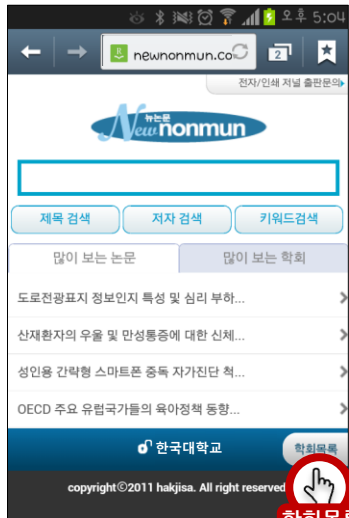 오후 5:04
newnonmun.co
2
전자/인쇄 저널 출판문의
뉴논문
New nonmun
제목 검색
저자 검색
키워드검색
많이 보는 논문
많이 보는 학회
도로전광표지 정보인지 특성 및 심리 부하...
산재환자의 우울 및 만성통증에 대한 신체...
성인용 간략형 스마트폰 중독 자가진단 척...
OECD 주요 유럽국가들의 육아정책 동향...
한국대학교
학회목록
copyright©2011 hakjisa. All right reserved
학회목록